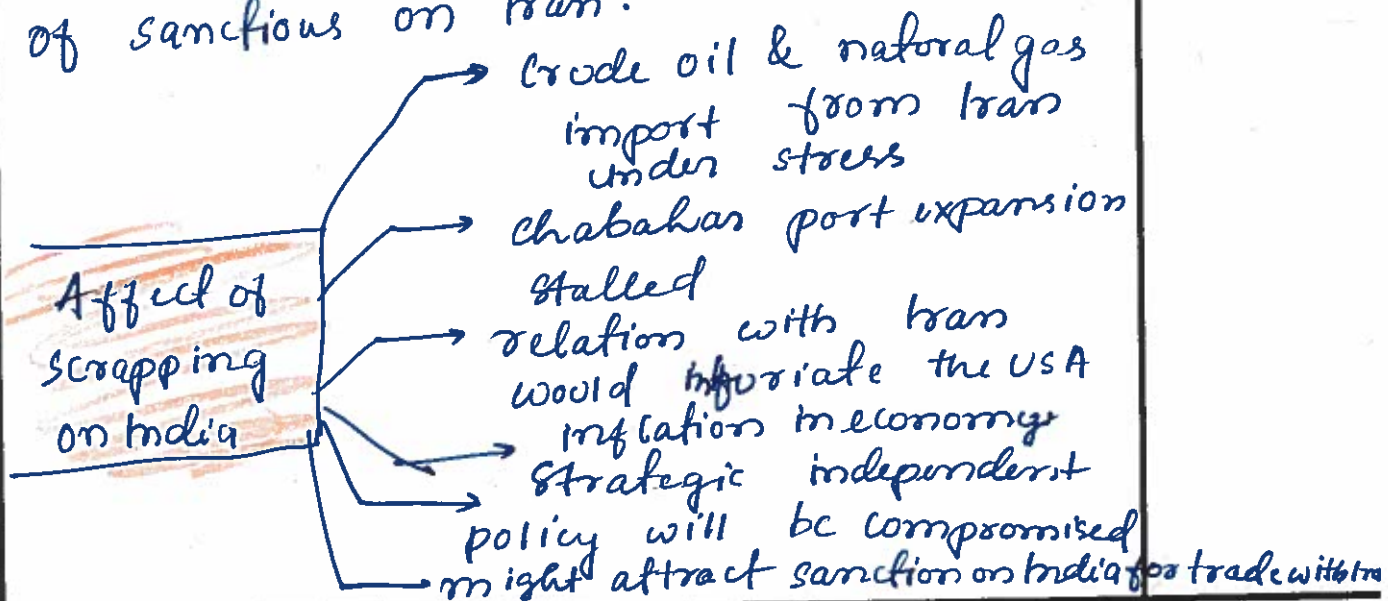 of sanctions on Iran.
Crude oil & natoral gas
import from Iran
under stress
Chabahar port expansion
stalled
relation with Iran
would infuriate the USA
inflation in economy
Strategic independent
policy will be compromised
might attract sanction on India for trade with Ira
Affect of
scrapping
on India